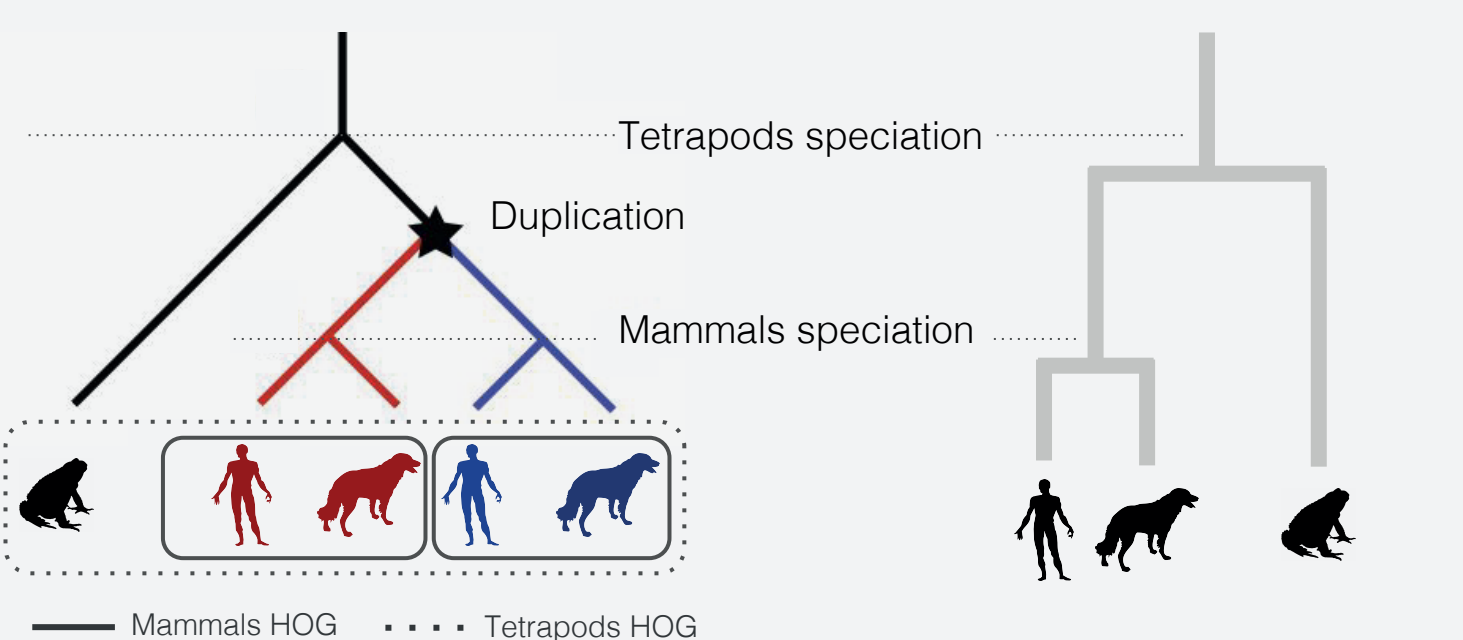 Tetrapods speciation
Duplication
Mammals speciation
Mammals HOG
Tetrapods HOG